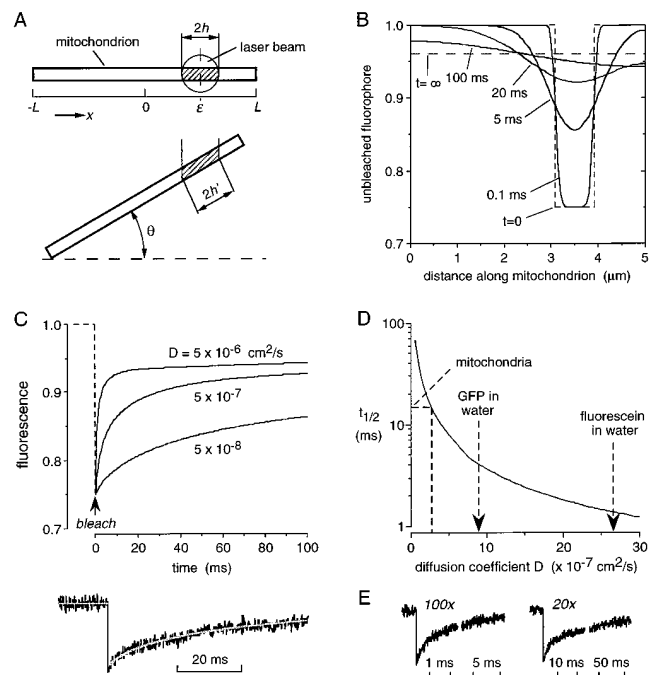 A
2h
mitochondrion
laser beam
-L
0
ε
L
x
2h'
θ
B
unbleached fluorophore
1.0
0.9
0.8
0.7
t=∞
100 ms
20 ms
5 ms
0.1 ms
t=0
0 1 2 3 4 5
distance along mitochondrion (μm)
C
fluorescence
1.0
0.9
0.8
0.7
D = 5 x 10-6 cm2/s
5 x 10-7
5 x 10-8
bleach
0 20 40 60 80 100
time (ms)
20 ms
D
100
t1/2
(ms)
10
1
mitochondria
GFP in
water
fluorescein
in water
0 10 20 30
diffusion coefficient D (x 10-7 cm2/s)
E
100x
20x
1 ms
5 ms
10 ms
50 ms